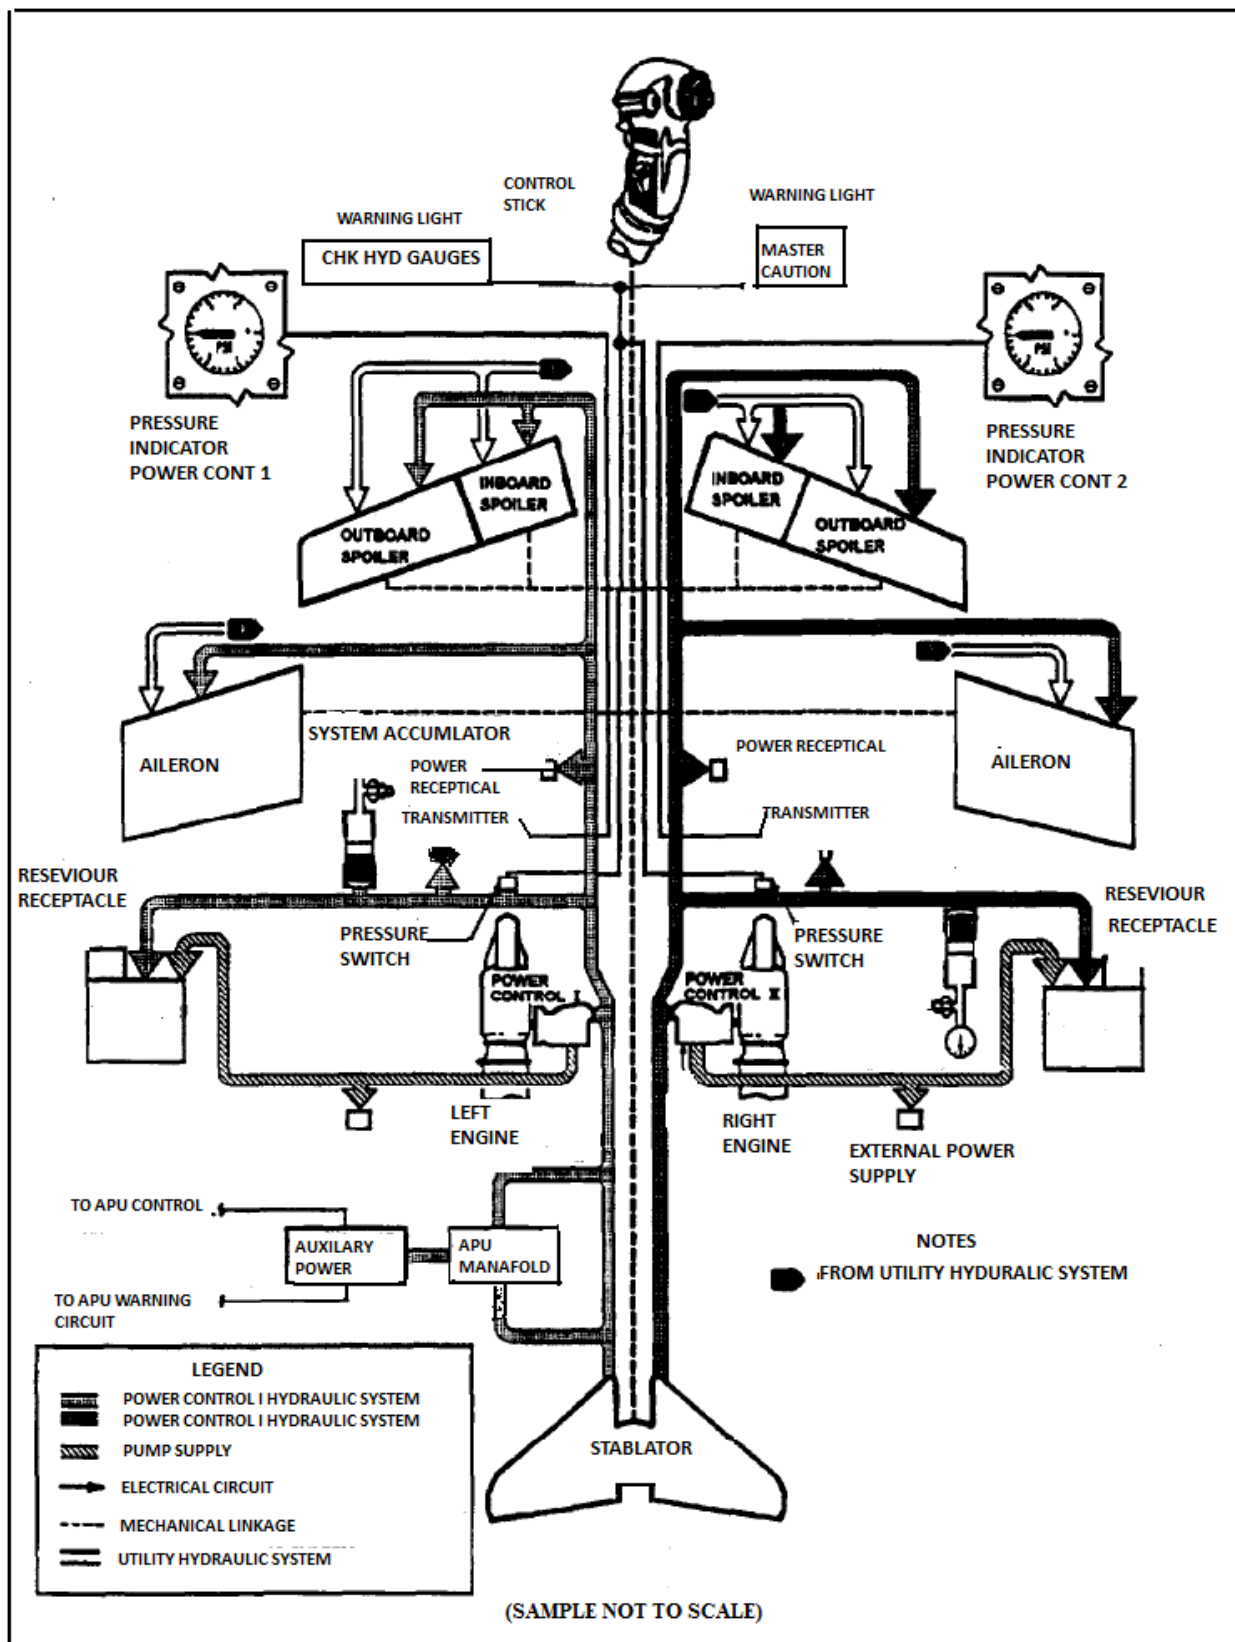 CONTROL
STICK
WARNING LIGHT
WARNING LIGHT
CHK HYD GAUGES
MASTER
CAUTION
PSI
PSI
PRESSURE
INDICATOR
POWER CONT 1
PRESSURE
INDICATOR
POWER CONT 2
INBOARD
SPOILER
OUTBOARD
SPOILER
INBOARD
SPOILER
OUTBOARD
SPOILER
SYSTEM ACCUMLATOR
AILERON
POWER
RECEPTICAL
POWER RECEPTICAL
AILERON
TRANSMITTER
TRANSMITTER
RESEVIOUR
RECEPTACLE
RESEVIOUR
RECEPTACLE
PRESSURE
SWITCH
PRESSURE
SWITCH
POWER
CONTROL I
POWER
CONTROL II
LEFT
ENGINE
RIGHT
ENGINE
EXTERNAL POWER
SUPPLY
TO APU CONTROL
AUXILARY
POWER
APU
MANAFOLD
TO APU WARNING
CIRCUIT
NOTES
FROM UTILITY HYDURALIC SYSTEM
LEGEND
POWER CONTROL I HYDRAULIC SYSTEM
POWER CONTROL I HYDRAULIC SYSTEM
PUMP SUPPLY
ELECTRICAL CIRCUIT
MECHANICAL LINKAGE
UTILITY HYDRAULIC SYSTEM
STABLATOR
(SAMPLE NOT TO SCALE)